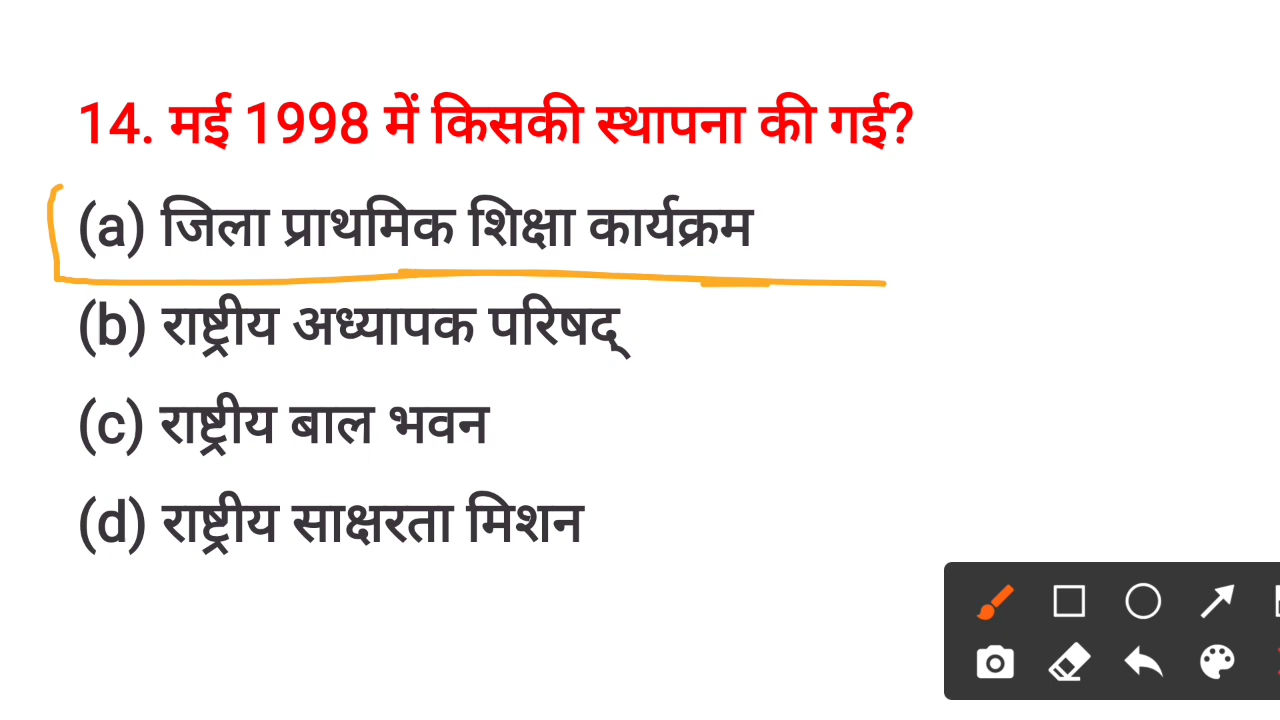 14. मई 1998 में किसकी स्थापना की गई?
(a) जिला प्राथमिक शिक्षा कार्यक्रम
(b) राष्ट्रीय अध्यापक परिषद्
(c) राष्ट्रीय बाल भवन
(d) राष्ट्रीय साक्षरता मिशन